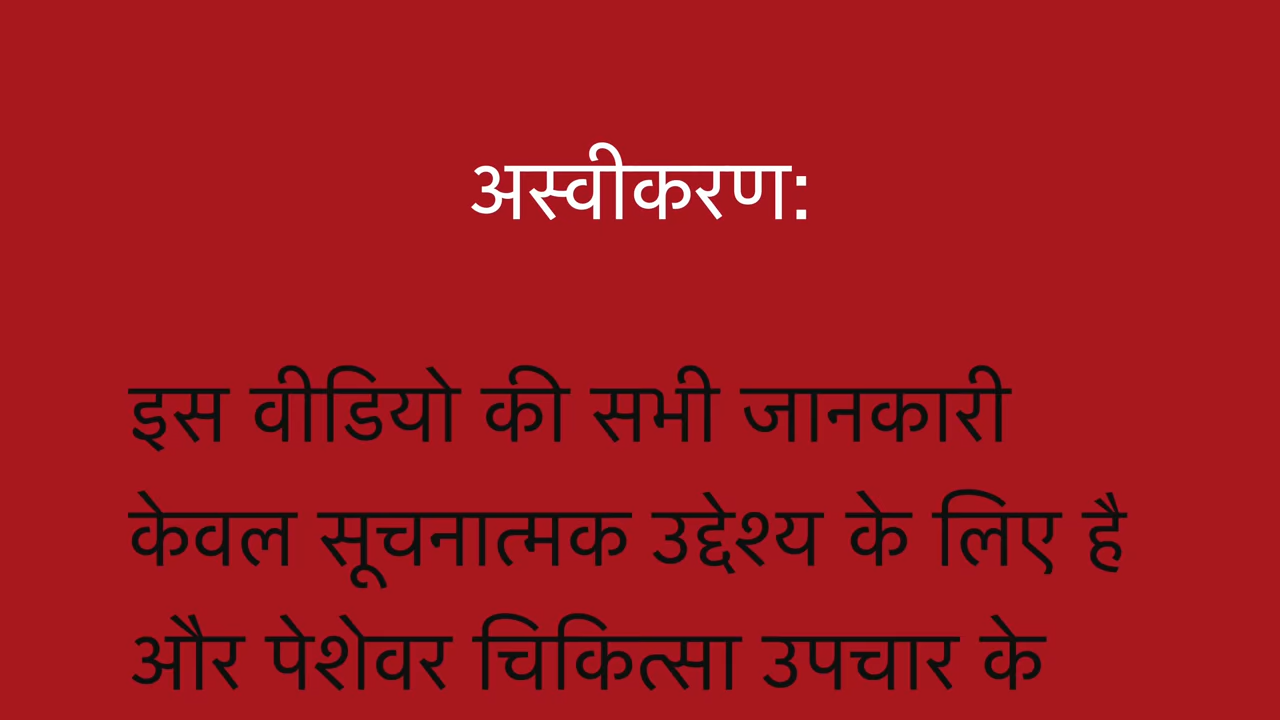 अस्वीकरण:
इस वीडियो की सभी जानकारी
केवल सूचनात्मक उद्देश्य के लिए है
और पेशेवर चिकित्सा उपचार के